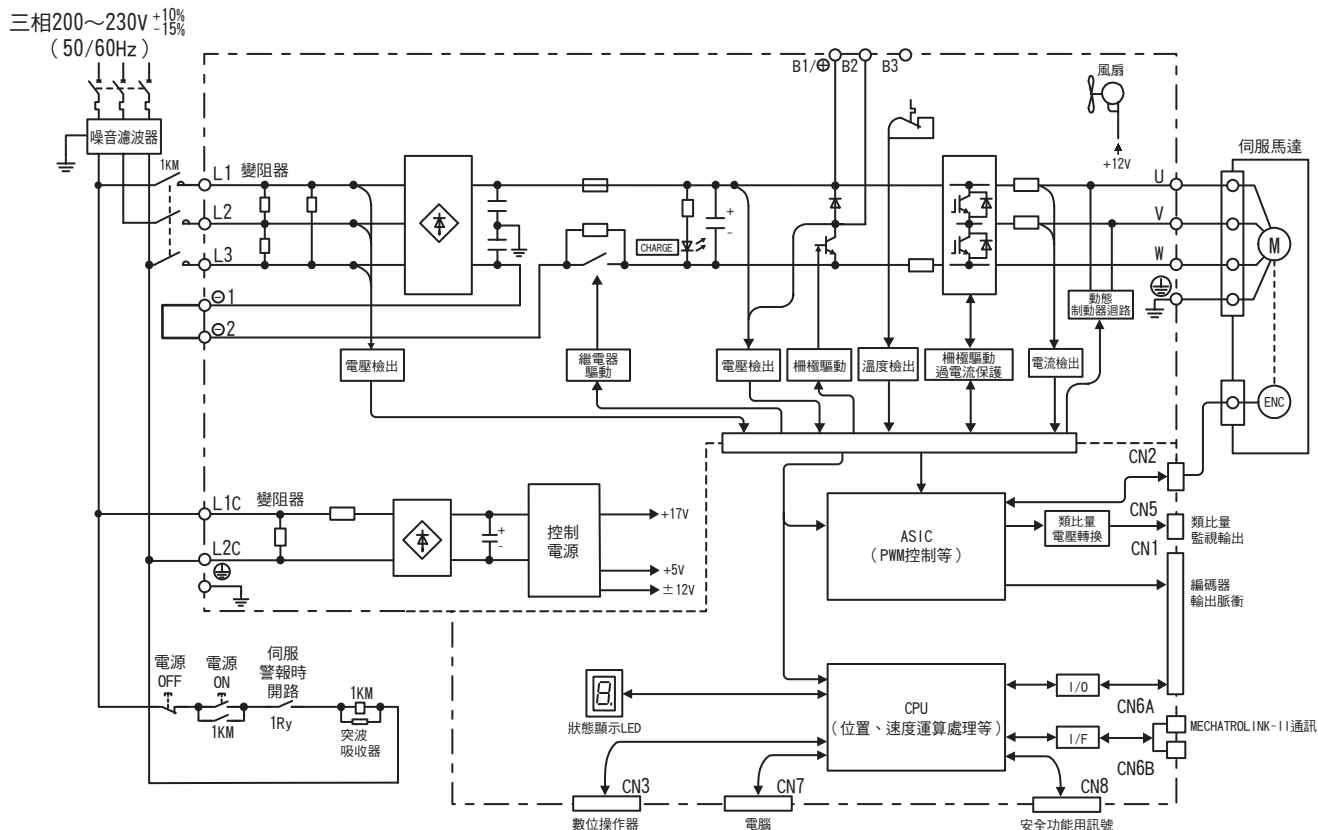 三相200～230V +10% -15%
(50/60Hz)
噪音濾波器
1KM
L1
變阻器
L2
L3
⊖1
⊖2
B1/⊕
B2
B3
風扇
+12V
伺服馬達
U
V
W
M
ENC
CHARGE
+
-
電壓檢出
繼電器
驅動
電壓檢出
柵極驅動
溫度檢出
柵極驅動
過電流保護
電流檢出
動態
制動器迴路
L1C
變阻器
L2C
+
-
控制
電源
+17V
+5V
±12V
ASIC
(PWM控制等)
類比量
電壓轉換
CN2
CN5
類比量
監視輸出
CN1
編碼器
輸出脈衝
電源
OFF
電源
ON
1KM
伺服
警報時
開路
1Ry
1KM
突波
吸收器
8.
狀態顯示LED
CPU
(位置、速度運算處理等)
I/O
I/F
CN6A
MECHATROLINK-II通訊
CN6B
CN3
數位操作器
CN7
電腦
CN8
安全功能用訊號